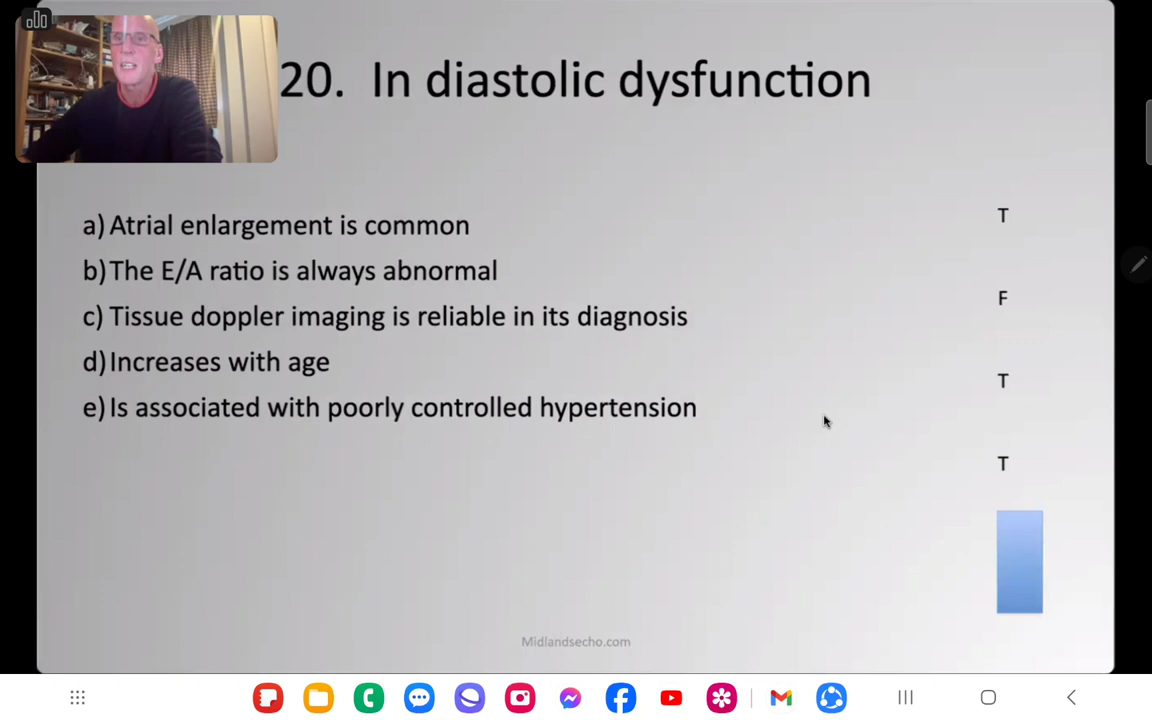 20. In diastolic dysfunction
a) Atrial enlargement is common
T
b) The E/A ratio is always abnormal
F
c) Tissue doppler imaging is reliable in its diagnosis
T
d) Increases with age
T
e) Is associated with poorly controlled hypertension
Midlandsecho.com